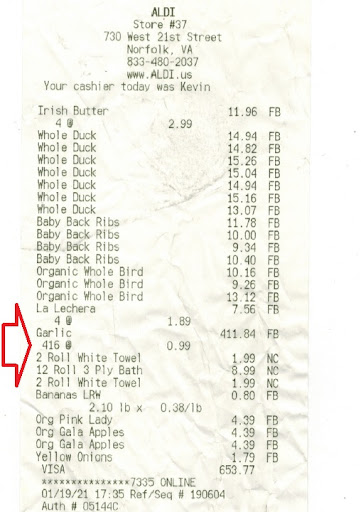 ALDI
Store #37
730 West 21st Street
Norfolk, VA
833-480-2037
www.ALDI.us
Your cashier today was Kevin
Irish Butter 11.96 FB
4 @ 2.99
Whole Duck 14.94 FB
Whole Duck 14.82 FB
Whole Duck 15.26 FB
Whole Duck 15.04 FB
Whole Duck 14.94 FB
Whole Duck 15.16 FB
Whole Duck 13.07 FB
Baby Back Ribs 11.78 FB
Baby Back Ribs 10.00 FB
Baby Back Ribs 9.34 FB
Baby Back Ribs 10.40 FB
Organic Whole Bird 10.16 FB
Organic Whole Bird 9.26 FB
Organic Whole Bird 13.12 FB
La Lechera 7.56 FB
4 @ 1.89
Garlic 411.84 FB
416 @ 0.99
2 Roll White Towel 1.99 NC
12 Roll 3 Ply Bath 8.99 NC
2 Roll White Towel 1.99 NC
Bananas LRW 0.80 FB
2.10 lb x 0.38/lb
Org Pink Lady 4.39 FB
Org Gala Apples 4.39 FB
Org Gala Apples 4.39 FB
Yellow Onions 1.79 FB
VISA 653.77
***************7335 ONLINE
01/19/21 17:35 Ref/Seq # 190604
Auth # 05144C